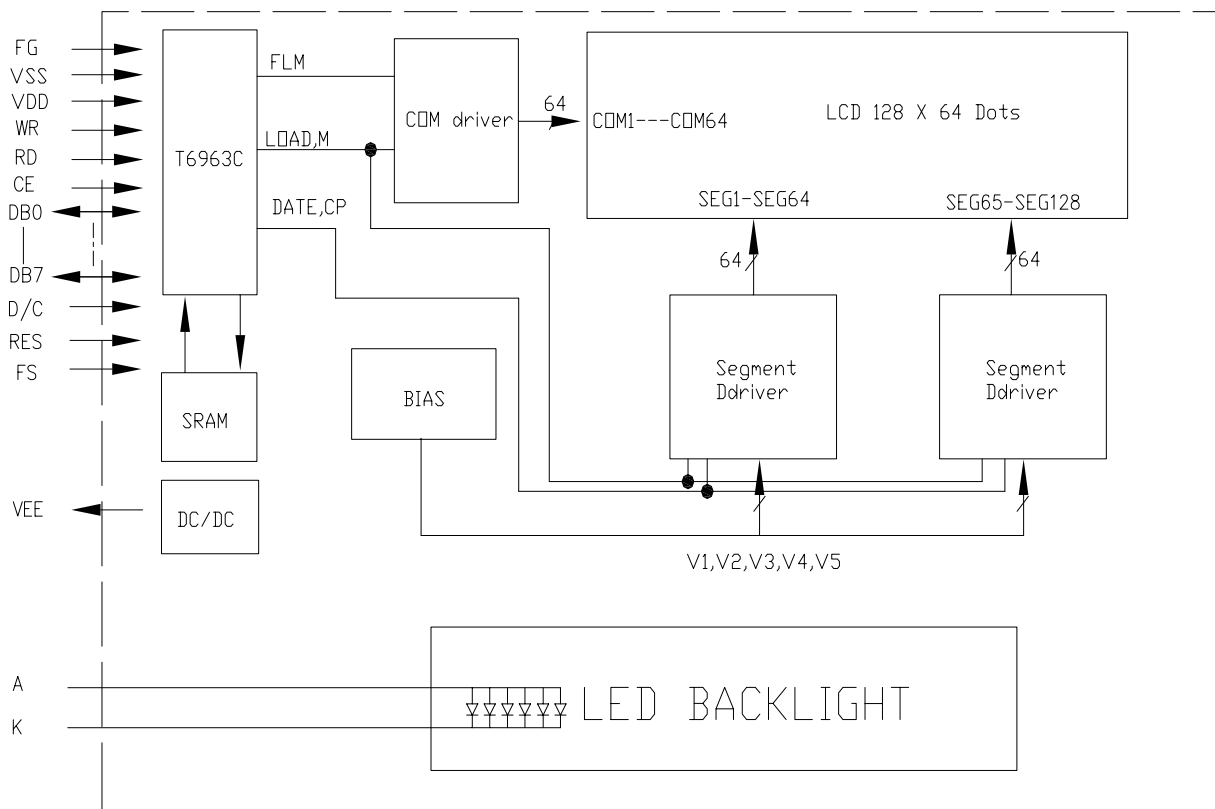 FG
VSS
VDD
WR
RD
CE
DB0
DB7
D/C
RES
FS
VEE
A
K
T6963C
FLM
LOAD,M
DATE,CP
COM driver
64
COM1---COM64
LCD 128 X 64 Dots
SEG1-SEG64
SEG65-SEG128
64
64
Segment
Ddriver
Segment
Ddriver
BIAS
SRAM
DC/DC
V1,V2,V3,V4,V5
LED BACKLIGHT